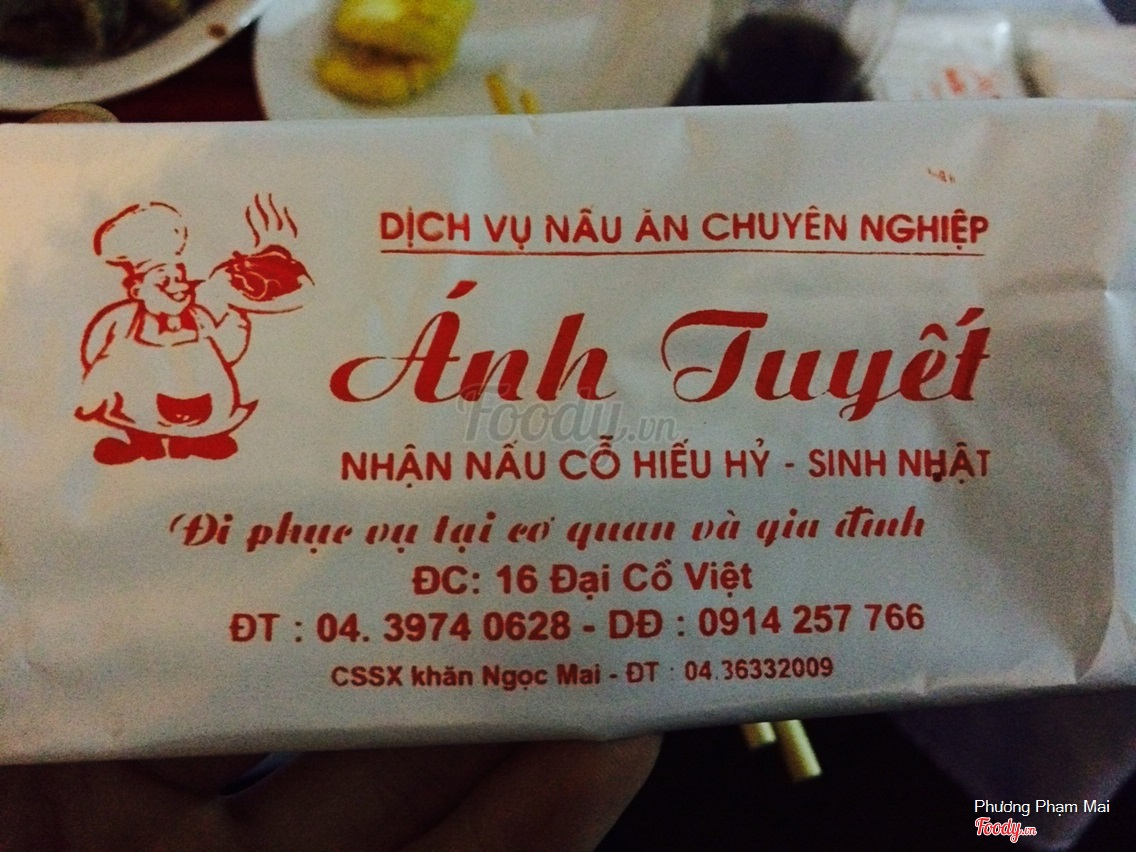 DỊCH VỤ NẤU ĂN CHUYÊN NGHIỆP
Ánh Tuyết
Foody.vn
NHẬN NẤU CỖ HIẾU HỶ - SINH NHẬT
Đi phục vụ tại cơ quan và gia đình
ĐC: 16 Đại Cồ Việt
ĐT : 04. 3974 0628 - DĐ : 0914 257 766
CSSX khăn Ngọc Mai - ĐT : 04.36332009
Phương Phạm Mai
Foody.vn